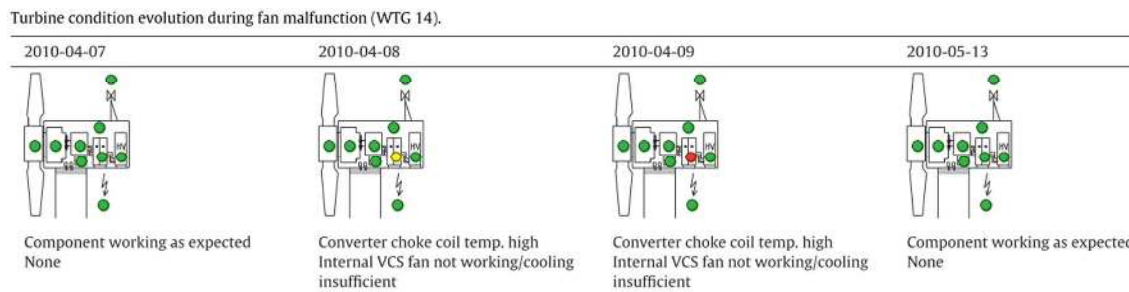 Turbine condition evolution during fan malfunction (WTG 14).
2010-04-07 2010-04-08 2010-04-09 2010-05-13
HV HV HV HV
Component working as expected Converter choke coil temp. high Converter choke coil temp. high Component working as expected
None Internal VCS fan not working/cooling Internal VCS fan not working/cooling None
insufficient insufficient